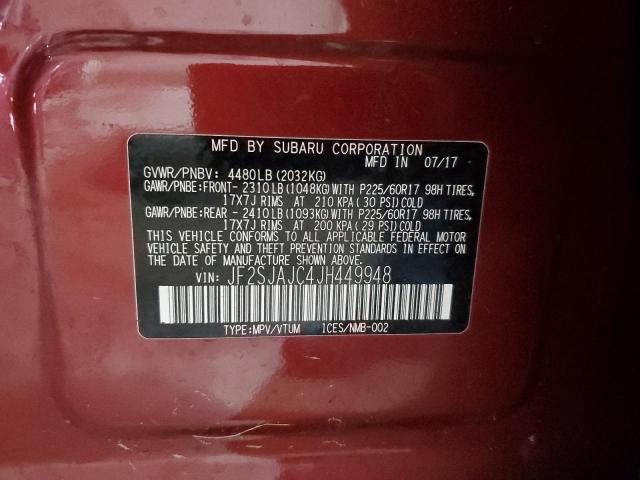 MFD BY SUBARU CORPORATION
MFD IN 07/17
GVWR/PNBV: 4480LB (2032KG)
GAWR/PNBE:FRONT- 2310LB (1048KG)WITH P225/60R17 98H TIRES,
17X7J RIMS AT 210 KPA (30 PSI)COLD
GAWR/PNBE:REAR - 2410LB (1093KG)WITH P225/60R17 98H TIRES,
17X7J RIMS AT 200 KPA (29 PSI)COLD
THIS VEHICLE CONFORMS TO ALL APPLICABLE FEDERAL MOTOR
VEHICLE SAFETY AND THEFT PREVENTION STANDARDS IN EFFECT ON
THE DATE OF MANUFACTURE SHOWN ABOVE.
VIN: JF2SJAJC4JH449948
TYPE:MPV/VTUM ICES/NMB-002